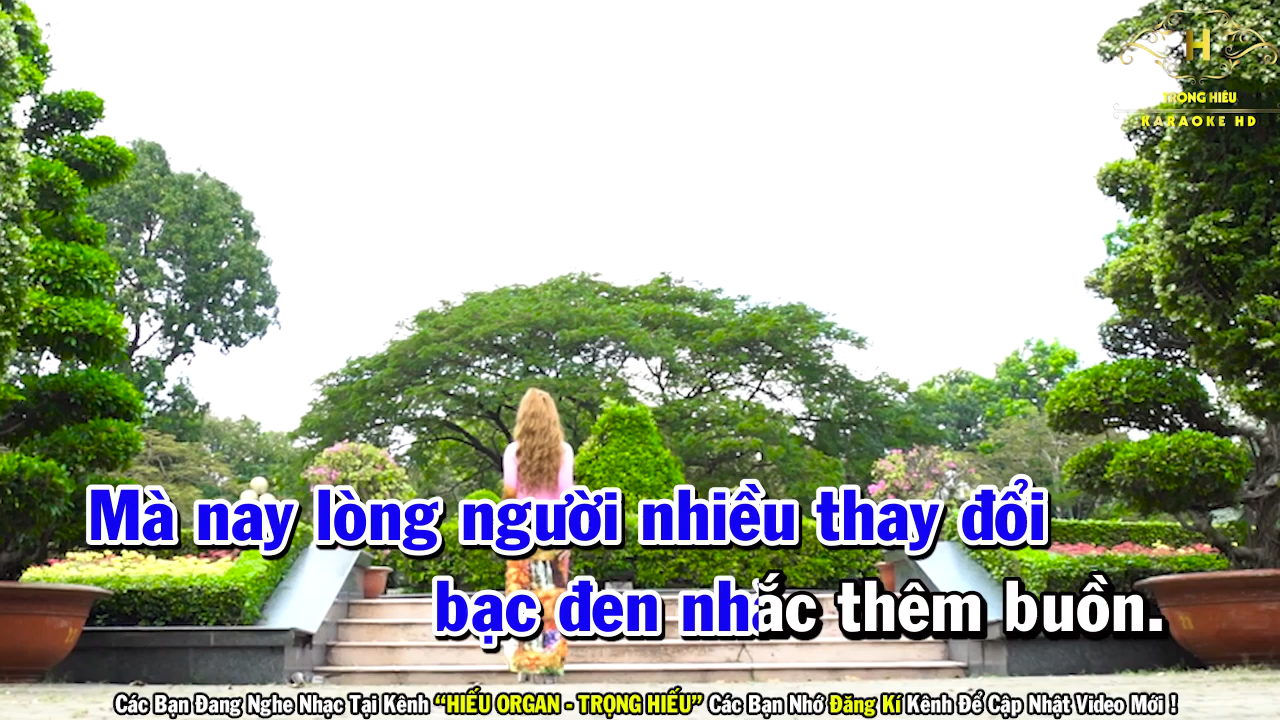 H
TRỌNG HIẾU
KARAOKE HD
Mà nay lòng người nhiều thay đổi
bạc đen nhắc thêm buồn.
Các Bạn Đang Nghe Nhạc Tại Kênh “HIẾU ORGAN - TRỌNG HIẾU” Các Bạn Nhớ Đăng Kí Kênh Để Cập Nhật Video Mới !